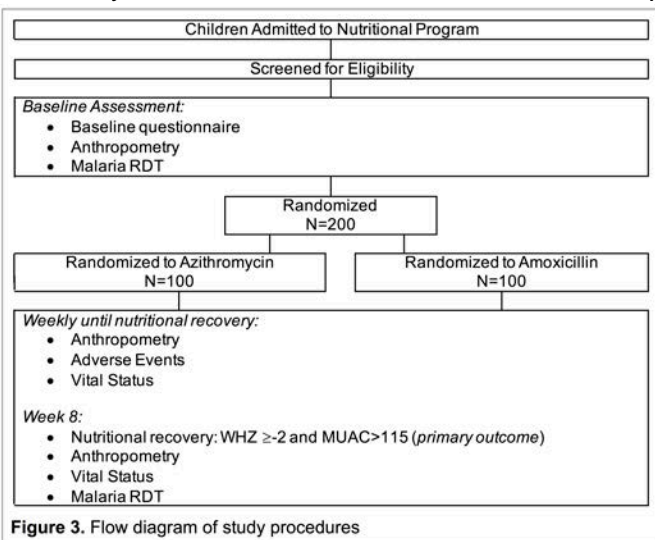 Children Admitted to Nutritional Program
Screened for Eligibility
Baseline Assessment:
• Baseline questionnaire
• Anthropometry
• Malaria RDT
Randomized
N=200
Randomized to Azithromycin
N=100
Randomized to Amoxicillin
N=100
Weekly until nutritional recovery:
• Anthropometry
• Adverse Events
• Vital Status
Week 8:
• Nutritional recovery: WHZ ≥-2 and MUAC>115 (primary outcome)
• Anthropometry
• Vital Status
• Malaria RDT
Figure 3. Flow diagram of study procedures